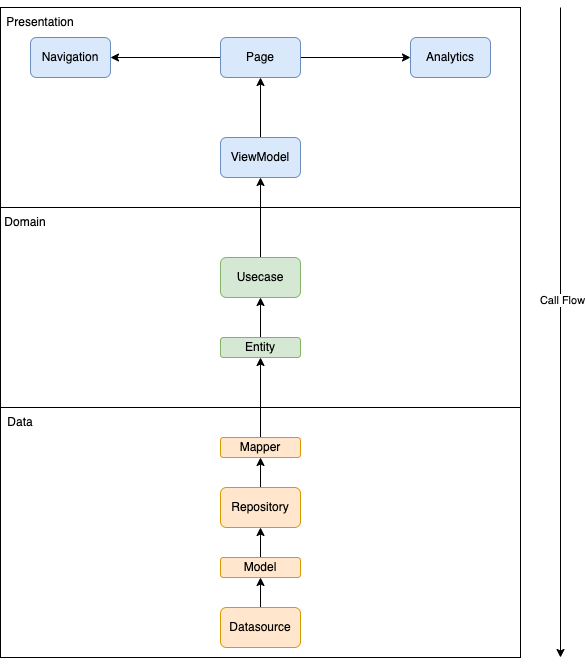 Presentation
Navigation
Page
Analytics
ViewModel
Domain
Usecase
Call Flow
Entity
Data
Mapper
Repository
Model
Datasource